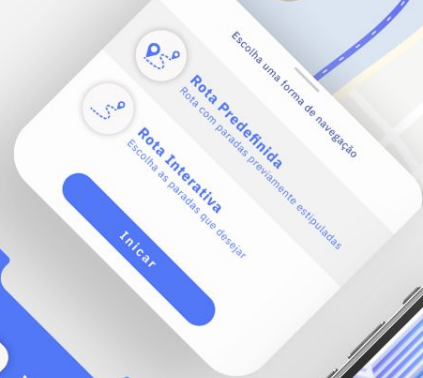 Escolha uma forma de navegação
Rota Predefinida
Rota com paradas previamente estipuladas
Rota Interativa
Escolha as paradas que desejar
Inicar